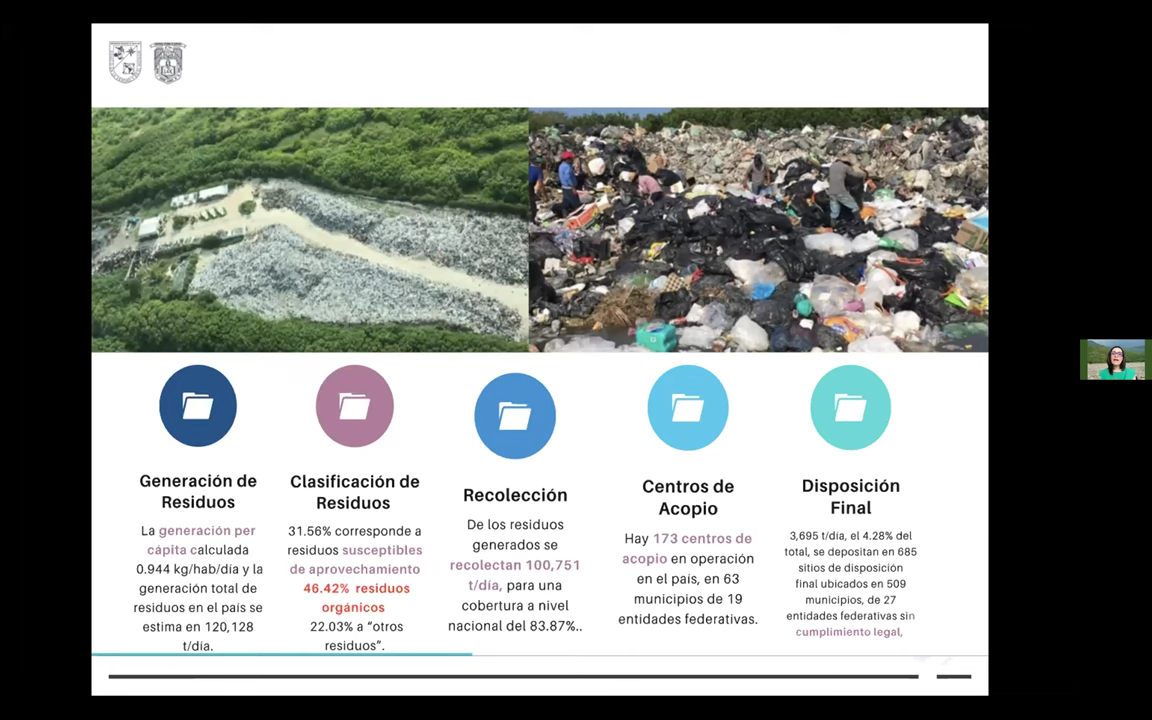 Generación de
Residuos
La generación per
cápita calculada
0.944 kg/hab/día y la
generación total de
residuos en el país se
estima en 120,128
t/día.
Clasificación de
Residuos
31.56% corresponde a
residuos susceptibles
de aprovechamiento
46.42% residuos
orgánicos
22.03% a “otros
residuos”.
Recolección
De los residuos
generados se
recolectan 100,751
t/día, para una
cobertura a nivel
nacional del 83.87%..
Centros de
Acopio
Hay 173 centros de
acopio en operación
en el país, en 63
municipios de 19
entidades federativas.
Disposición
Final
3,695 t/día, el 4.28% del
total, se depositan en 685
sitios de disposición
final ubicados en 509
municipios, de 27
entidades federativas sin
cumplimiento legal,